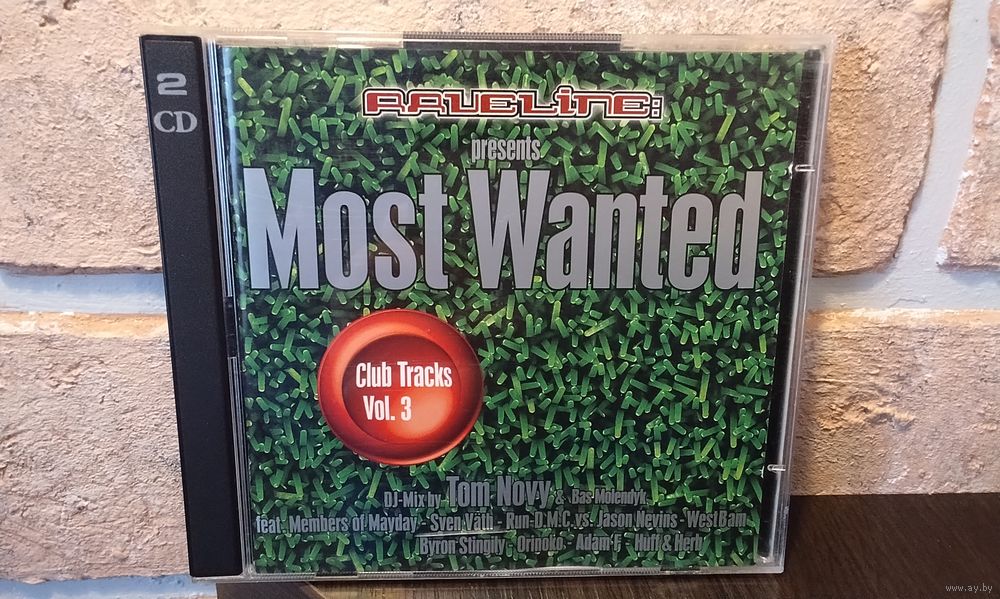 2
CD
RAVELINE:
presents
Most Wanted
Club Tracks
Vol. 3
DJ-Mix by Tom Novy & Bas Molendyk
feat. Members of Mayday - Sven Väth - Run-D.M.C. vs. Jason Nevins - WestBam
Byron Stingily - Orinoko - Adam F - Huff & Herb
www.ay.by